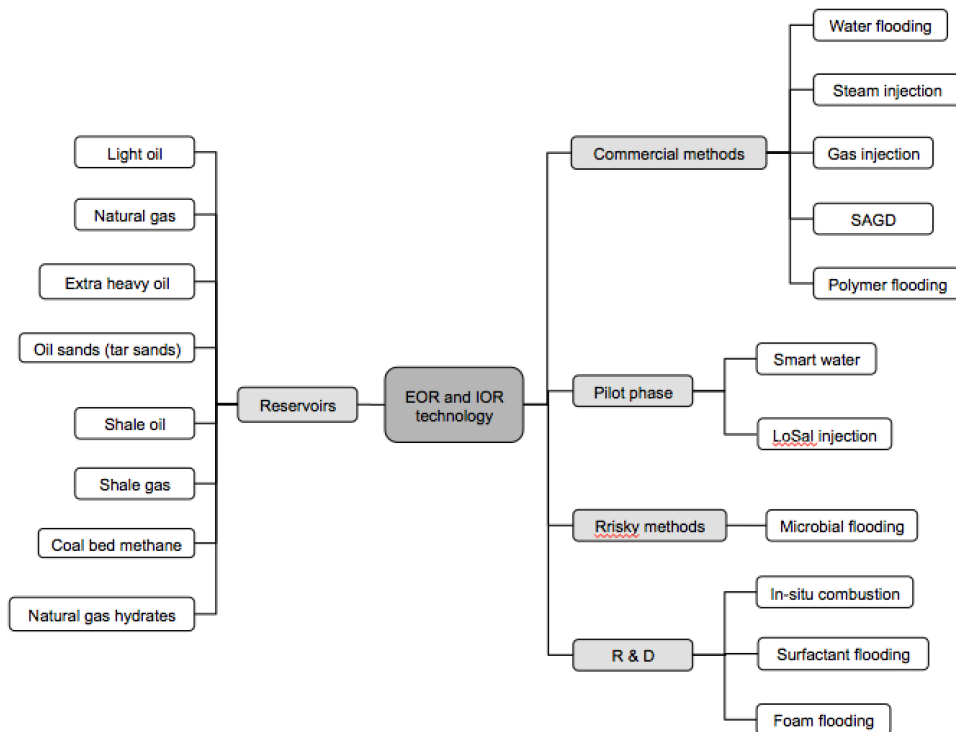 Light oil
Natural gas
Extra heavy oil
Oil sands (tar sands)
Shale oil
Shale gas
Coal bed methane
Natural gas hydrates
Reservoirs
EOR and IOR
technology
Commercial methods
Water flooding
Steam injection
Gas injection
SAGD
Polymer flooding
Pilot phase
Smart water
LoSal injection
Rrisky methods
Microbial flooding
R & D
In-situ combustion
Surfactant flooding
Foam flooding